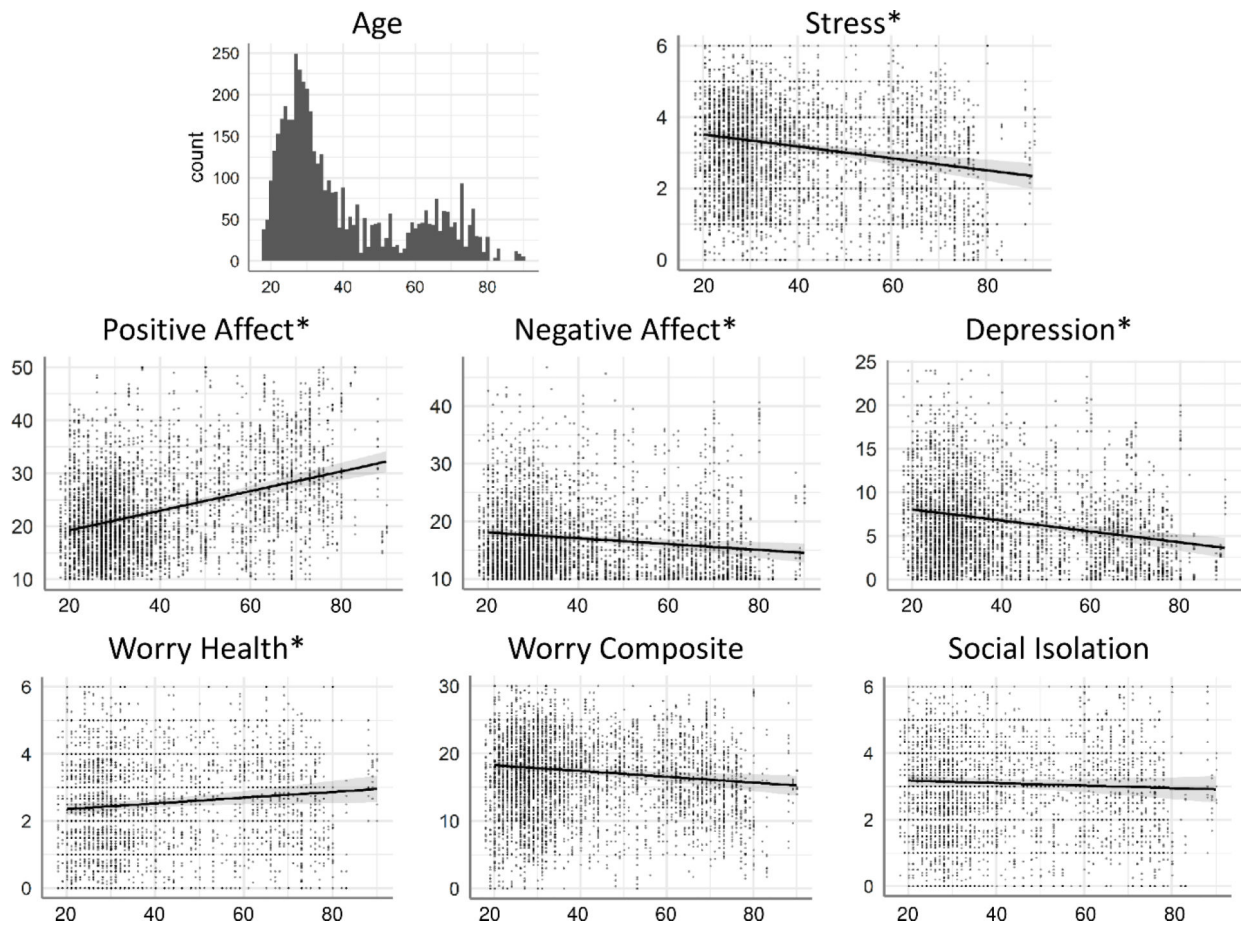 Age
250
200
150
100
50
0
count
20 40 60 80
Stress*
6
4
2
0
20 40 60 80
Positive Affect*
50
40
30
20
10
20 40 60 80
Negative Affect*
40
30
20
10
20 40 60 80
Depression*
25
20
15
10
5
0
20 40 60 80
Worry Health*
6
4
2
0
20 40 60 80
Worry Composite
30
20
10
0
20 40 60 80
Social Isolation
6
4
2
0
20 40 60 80